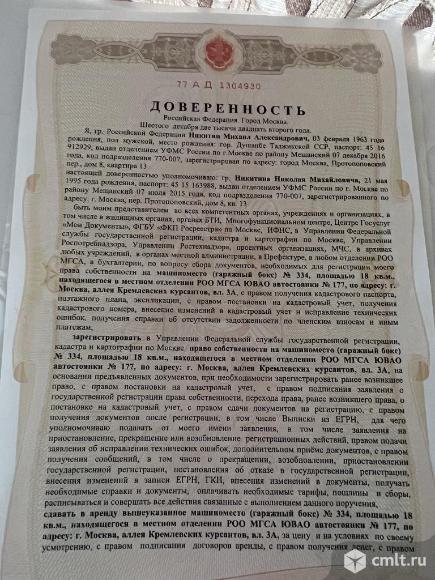 77 А Д 1304930
ДОВЕРЕННОСТЬ
Российская Федерация. Город Москва.
Шестого декабря две тысячи двадцать второго года.
Я, гр. Российской Федерации Никитин Михаил Александрович, 03 февраля 1963
года рождения, пол мужской, место рождения: гор. Душанбе Таджикской ССР, паспорт: 45 16
912929, выдан отделением УФМС России по г Москве по району Мещанский 07 декабря 2016
года, код подразделения 770-007, зарегистрирован по адресу: город Москва, Протопоповский
пер., дом 8, квартира 13
настоящей доверенностью уполномочиваю: гр. Никитина Николая Михайловича, 21 мая
1995 года рождения, паспорт: 45 15 163988, выдан отделением УФМС России по г Москве по
району Мещанский 07 июля 2015 года, код подразделения 770-007, зарегистрированного по
адресу: г Москва, пер. Протопоповский, дом 8, кв. 13
быть моим представителем во всех компетентных органах, учреждениях и организациях, в
том числе в жилищных органах, органах БТИ, Многофункциональном центре, Центре Госуслуг
«Мои Документы», ФГБУ «ФКП Росреестра» по Москве, ИФНС, в Управлении Федеральной
службы государственной регистрации, кадастра и картографии по Москве, Управлении
Роспотребнадзора, Управлении Ростехнадзора, проектных организациях, МЧС, в архивах
любых учреждений, в органах местной администрации, в Префектуре, в любом отделении РОО
МГСА, в бухгалтерии, по вопросу сбора документов, необходимых для регистрации моего
права собственности на машиноместо (гаражный бокс) № 334, площадью 18 кв.м.,
находящегося в местном отделении РОО МГСА ЮВАО автостоянки № 177, по адресу: г
Москва, аллея Кремлевских курсантов, вл. 3А, с правом получения кадастрового паспорта,
поэтажного плана, экспликации, с правом постановки на кадастровый учет, получения
кадастрового номера, внесение изменений в кадастровый учет и исправление технических
ошибок, получения справки об отсутствии задолженности по членским взносам и иным
платежам,
зарегистрировать в Управлении Федеральной службы государственной регистрации,
кадастра и картографии по Москве, право собственности на машиноместо (гаражный бокс)
№ 334, площадью 18 кв.м., находящегося в местном отделении РОО МГСА ЮВАО
автостоянки № 177, по адресу: г. Москва, аллея Кремлевских курсантов, вл. 3А, на
основании предъявленных документов, при необходимости зарегистрировать ранее возникшее
право, с правом постановки на кадастровый учет, с правом подписания заявления о
государственной регистрации права собственности, перехода права, ранее возникшего права, о
постановке на кадастровый учет, с правом сдачи документов на регистрацию, с правом
получения документов после регистрации, в том числе Выписки из ЕГРН, для чего
уполномочиваю подавать от моего имени заявления, в том числе заявления на
приостановление, прекращение или возобновление регистрационных действий, правом подачи
заявления об исправлении технических ошибок, дополнительным приёмом документов, с правом
получения сообщений, в том числе о прекращении, возобновлении, приостановлении
государственной регистрации, постановления об отказе в государственной регистрации,
внесения изменений в записи ЕГРН, ГКН, внесения изменения в документы, получать
необходимые справки и документы, оплачивать необходимые тарифы, пошлины и сборы,
расписываться и совершать все действия связанные с выполнением данного поручения,
сдавать в аренду вышеуказанное машиноместо (гаражный бокс) № 334, площадью 18
кв.м., находящегося в местном отделении РОО МГСА ЮВАО автостоянки № 177, по
адресу: г. Москва, аллея Кремлевских курсантов, вл. 3А, за цену и на условиях по своему
усмотрению, с правом подписания договоров аренды, с правом получения денег, с правом
cmlt.ru